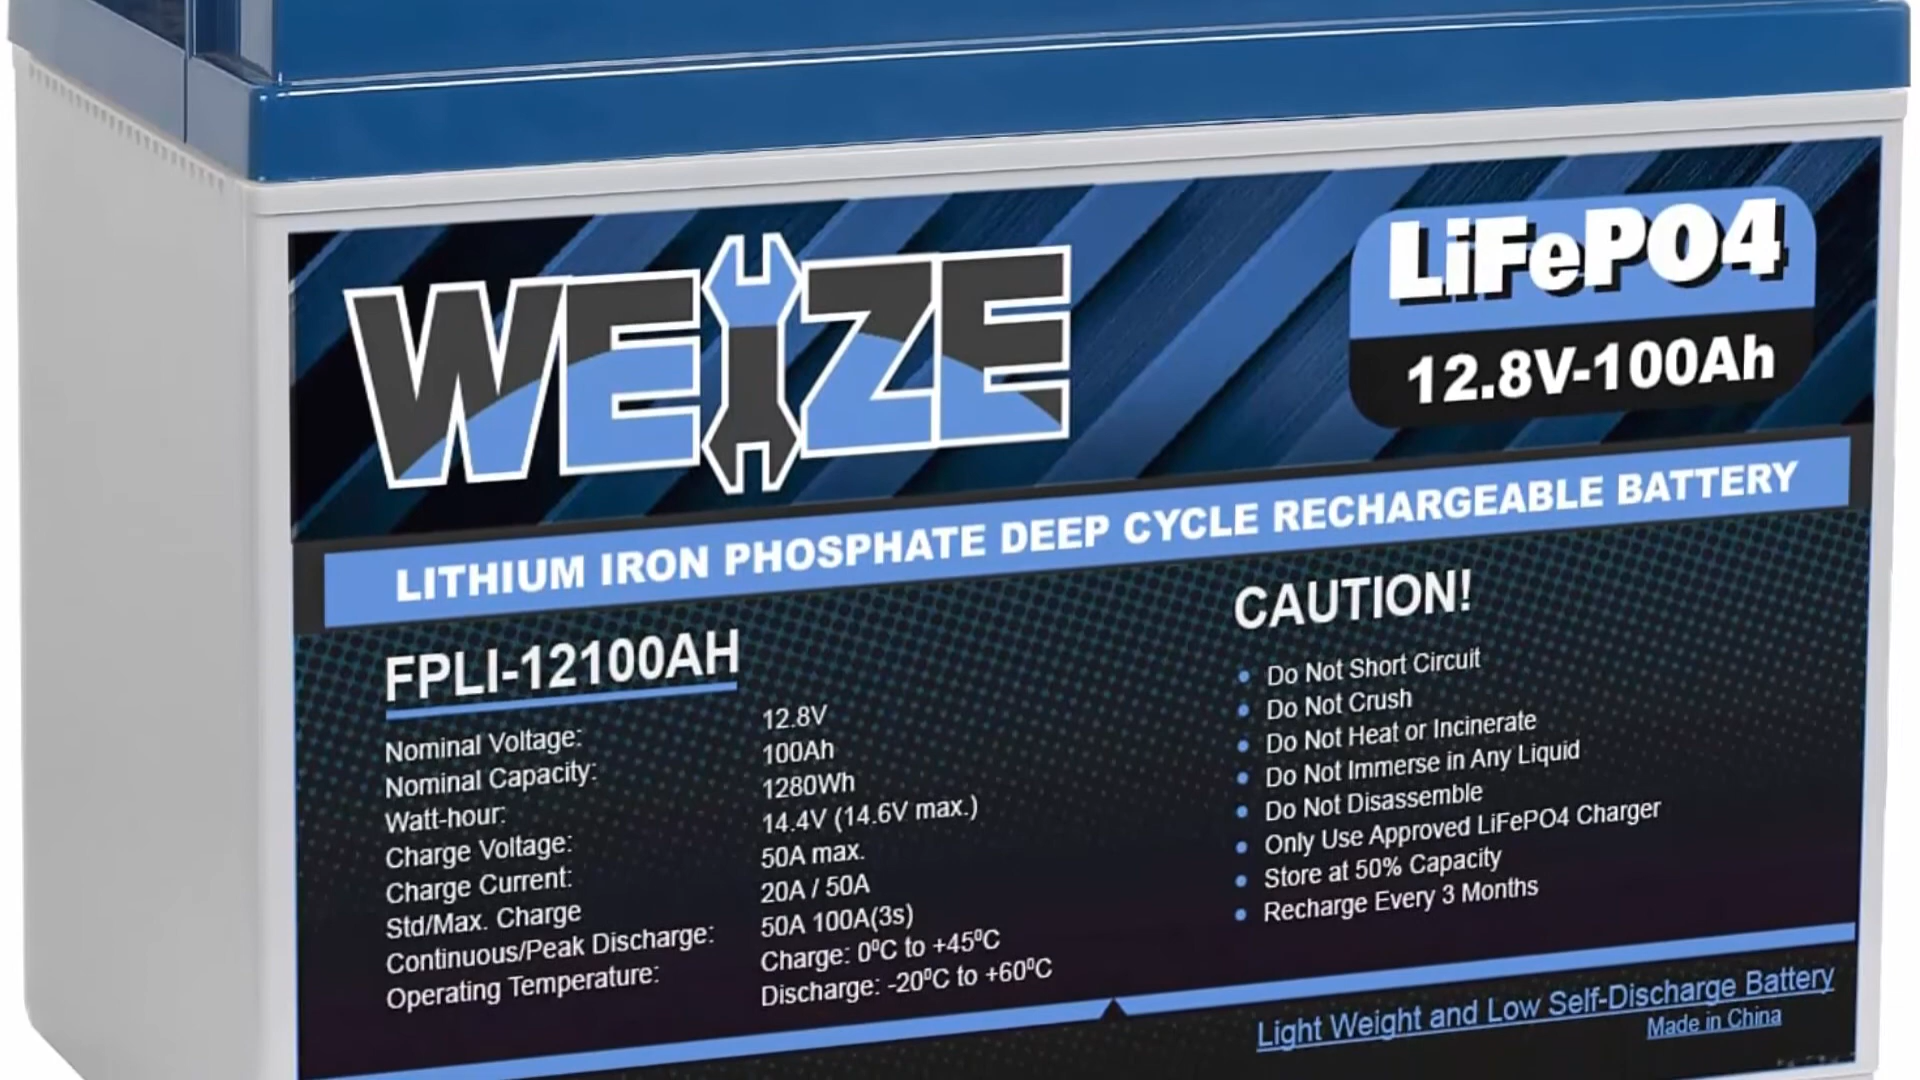 WEIZE
LiFePO4
12.8V-100Ah
LITHIUM IRON PHOSPHATE DEEP CYCLE RECHARGEABLE BATTERY
FPLI-12100AH
Nominal Voltage: 12.8V
Nominal Capacity: 100Ah
Watt-hour: 1280Wh
Charge Voltage: 14.4V (14.6V max.)
Charge Current: 50A max.
Std/Max. Charge 20A / 50A
Continuous/Peak Discharge: 50A 100A(3s)
Operating Temperature: Charge: 0⁰C to +45⁰C
Discharge: -20⁰C to +60⁰C
CAUTION!
• Do Not Short Circuit
• Do Not Crush
• Do Not Heat or Incinerate
• Do Not Immerse in Any Liquid
• Do Not Disassemble
• Only Use Approved LiFePO4 Charger
• Store at 50% Capacity
• Recharge Every 3 Months
Light Weight and Low Self-Discharge Battery
Made in China